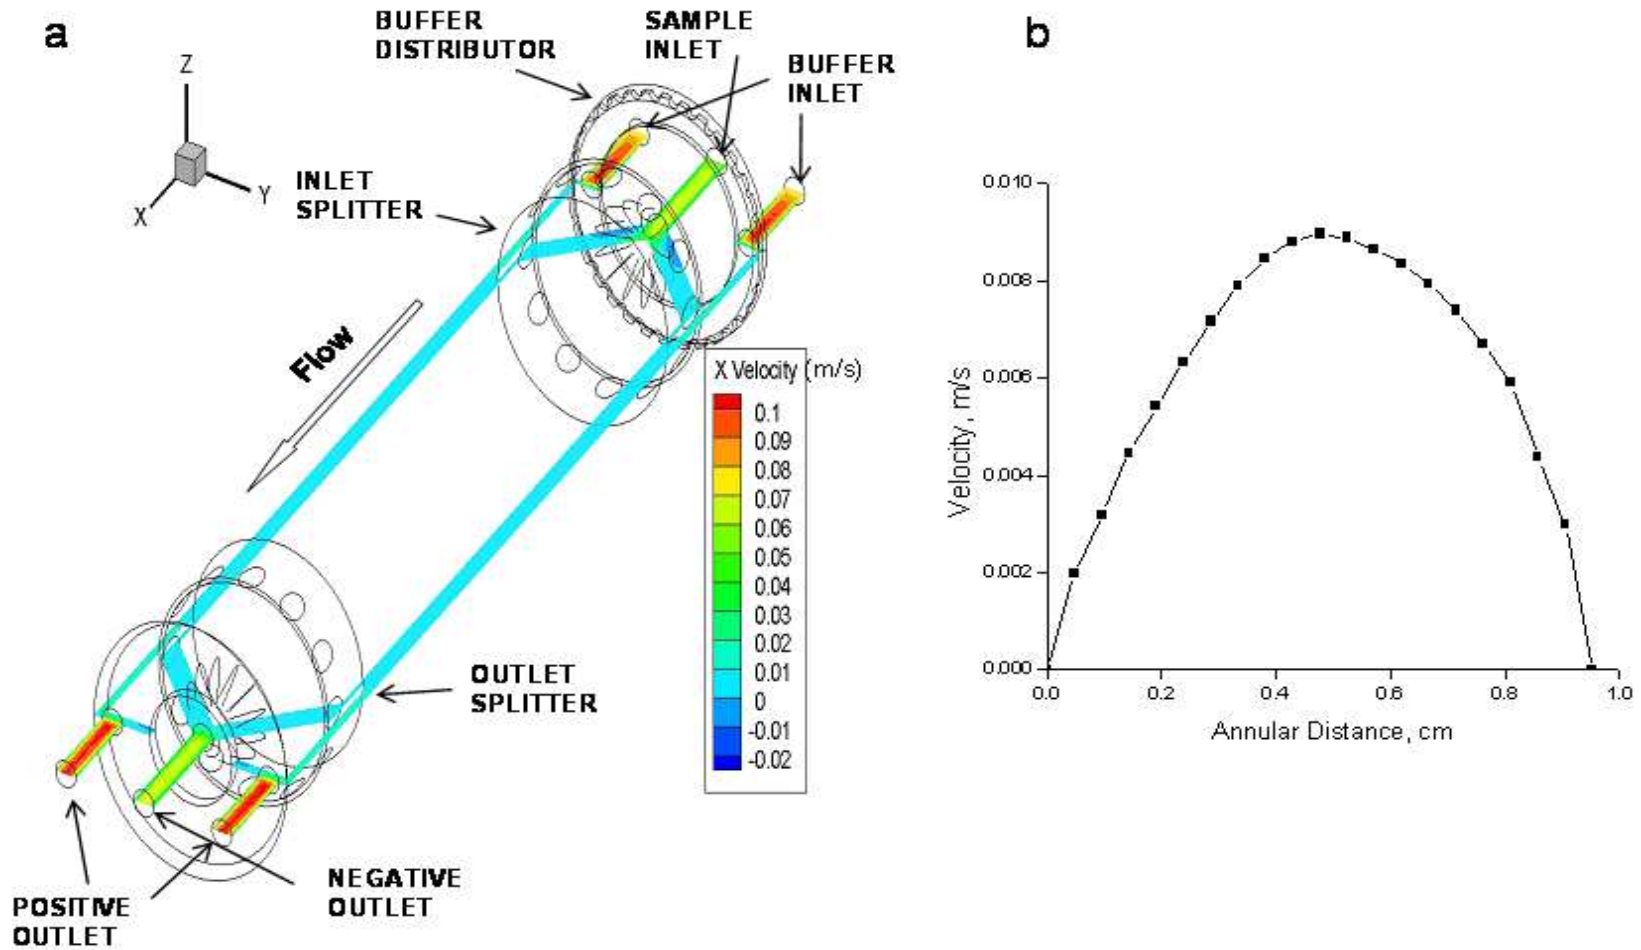 a
BUFFER
DISTRIBUTOR
SAMPLE
INLET
BUFFER
INLET
Z
X
Y
INLET
SPLITTER
Flow
X Velocity (m/s)
0.1
0.09
0.08
0.07
0.06
0.05
0.04
0.03
0.02
0.01
0
-0.01
-0.02
OUTLET
SPLITTER
NEGATIVE
OUTLET
POSITIVE
OUTLET
b
0.010
0.008
0.006
0.004
0.002
0.000
Velocity, m/s
0.0 0.2 0.4 0.6 0.8 1.0
Annular Distance, cm